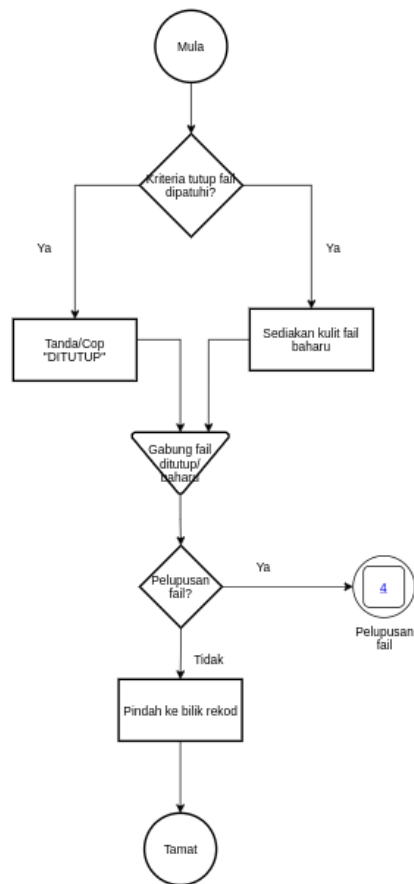 Mula
Kriteria tutup fail
dipatuhi?
Ya
Ya
Tanda/Cop
"DITUTUP"
Sediakan kulit fail
baharu
Gabung fail
ditutup/
baharu
Pelupusan
fail?
Ya
4
Pelupusan
fail
Tidak
Pindah ke bilik rekod
Tamat